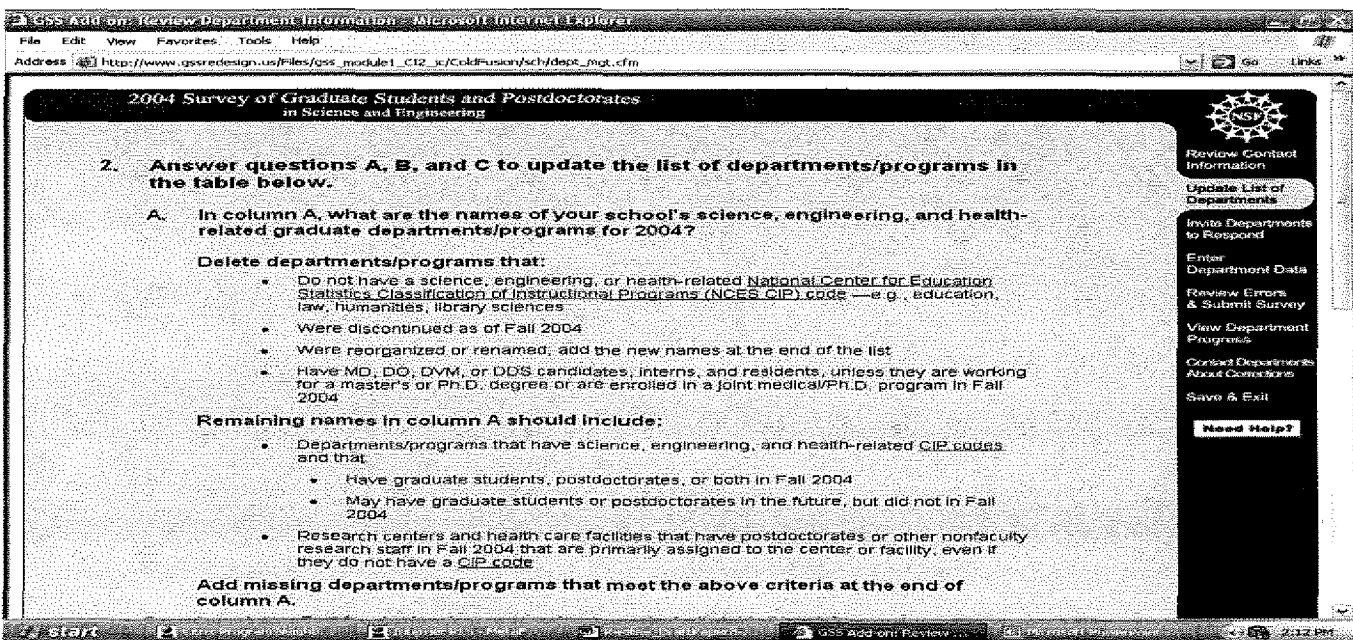 GSS Add on: Review Department Information - Microsoft Internet Explorer
File Edit View Favorites Tools Help
Address http://www.gssredesign.us/Files/gss_module1_CI2_ic/ColdFusion/sch/dept_mgt.cfm Go Links
2004 Survey of Graduate Students and Postdoctorates
in Science and Engineering
NSF
2. Answer questions A, B, and C to update the list of departments/programs in
the table below.
A. In column A, what are the names of your school's science, engineering, and health-
related graduate departments/programs for 2004?
Delete departments/programs that:
• Do not have a science, engineering, or health-related National Center for Education
Statistics Classification of Instructional Programs (NCES CIP) code —e.g., education,
law, humanities, library sciences
• Were discontinued as of Fall 2004
• Were reorganized or renamed; add the new names at the end of the list
• Have MD, DO, DVM, or DDS candidates, interns, and residents, unless they are working
for a master's or Ph.D. degree or are enrolled in a joint medical/Ph.D. program in Fall
2004
Remaining names in column A should include:
• Departments/programs that have science, engineering, and health-related CIP codes
and that
• Have graduate students, postdoctorates, or both in Fall 2004
• May have graduate students or postdoctorates in the future, but did not in Fall
2004
• Research centers and health care facilities that have postdoctorates or other nonfaculty
research staff in Fall 2004 that are primarily assigned to the center or facility, even if
they do not have a CIP code
Add missing departments/programs that meet the above criteria at the end of
column A.
Review Contact
Information
Update List of
Departments
Invite Departments
to Respond
Enter
Department Data
Review Errors
& Submit Survey
View Department
Progress
Contact Departments
About Corrections
Save & Exit
Need Help?
start GSS Add on: Review 2:12 PM